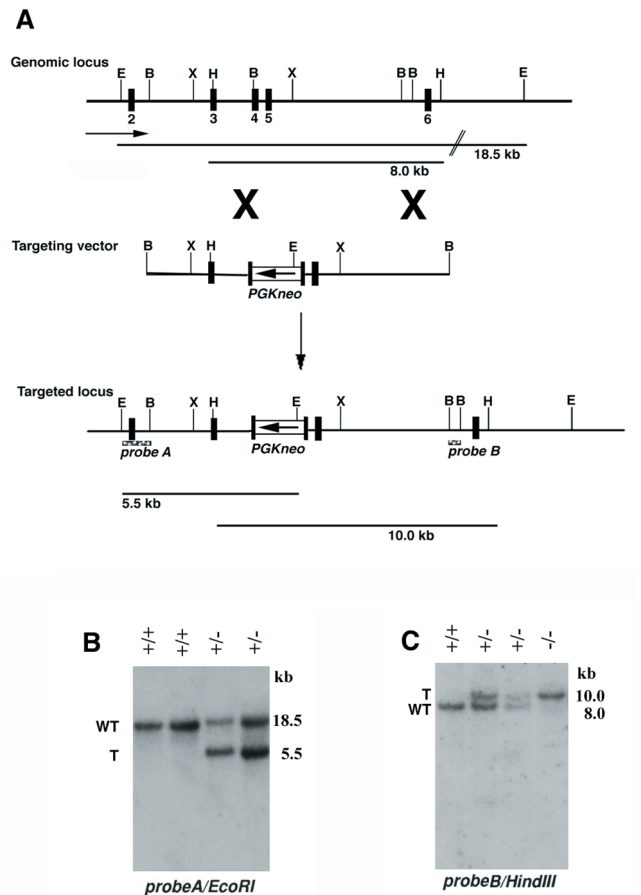 A
Genomic locus
E B X H B X B B H E
2 3 4 5 6
18.5 kb
8.0 kb
X X
Targeting vector
B X H E X B
PGKneo
Targeted locus
E B X H E X B B H E
probe A PGKneo probe B
5.5 kb
10.0 kb
B
+/+ +/+ +/- +/-
kb
WT 18.5
T 5.5
probeA/EcoRI
C
+/+ +/- +/- -/-
kb
T 10.0
WT 8.0
probeB/HindIII